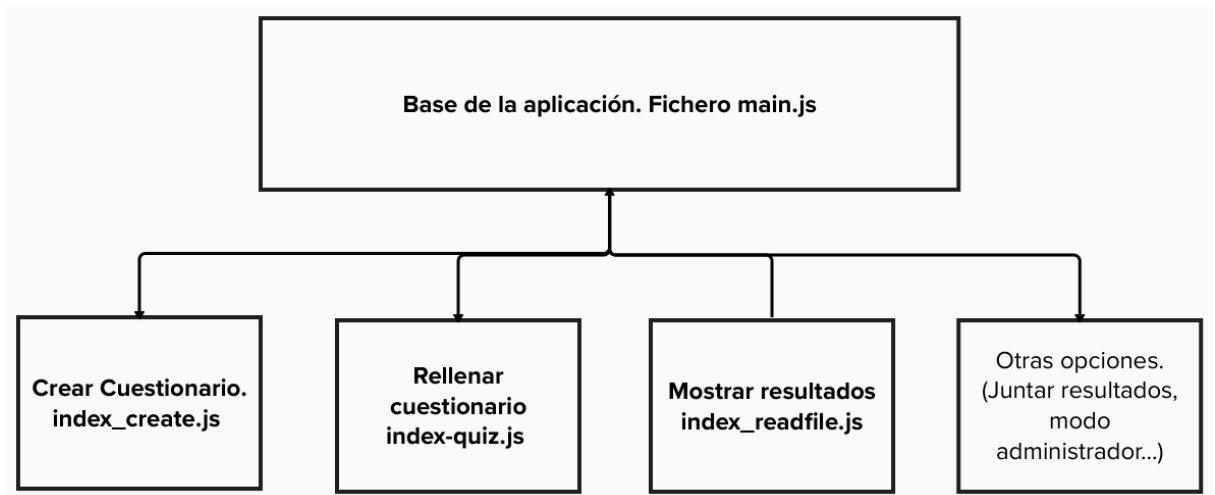 Base de la aplicación. Fichero main.js
Crear Cuestionario.
index_create.js
Rellenar
cuestionario
index-quiz.js
Mostrar resultados
index_readfile.js
Otras opciones.
(Juntar resultados,
modo
administrador...)